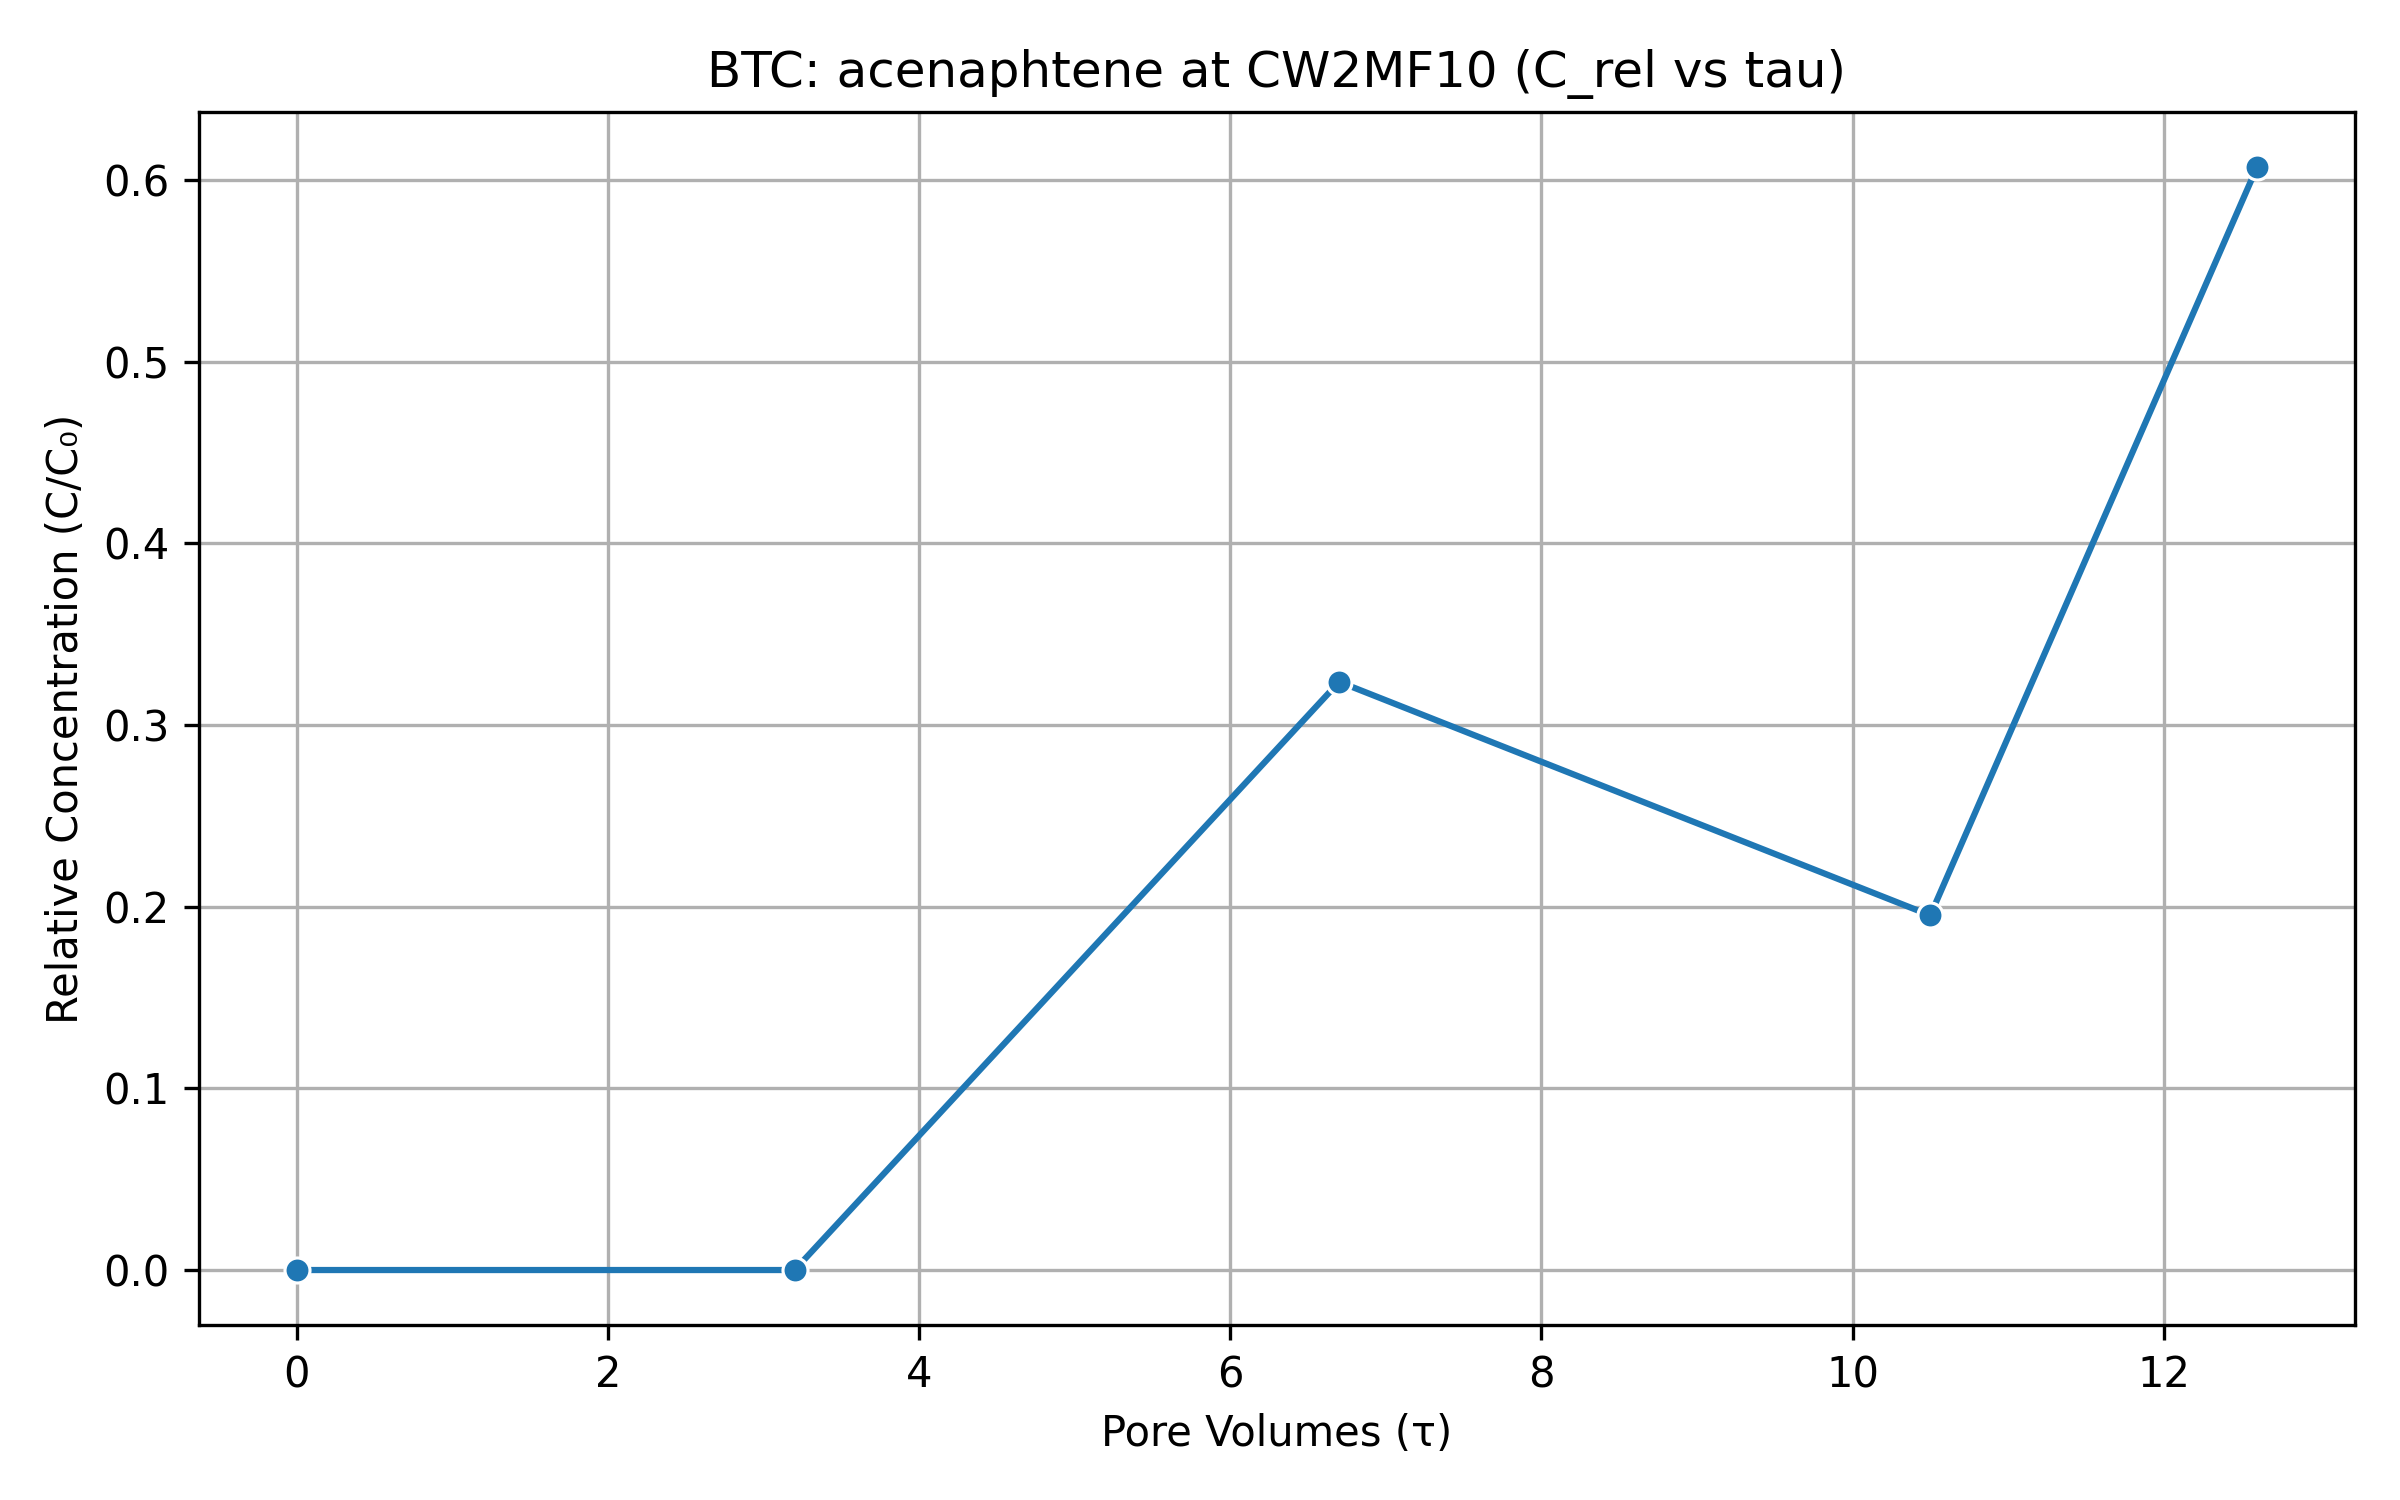 BTC: acenaphtene at CW2MF10 (C_rel vs tau)
Relative Concentration (C/C₀)
0.6
0.5
0.4
0.3
0.2
0.1
0.0
0 2 4 6 8 10 12
Pore Volumes (τ)